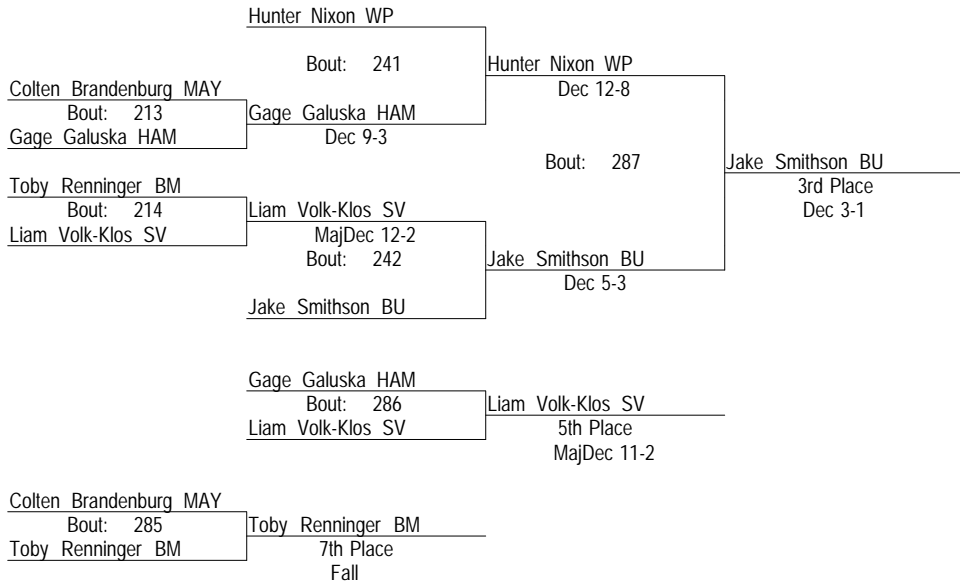 Hunter Nixon WP
Bout: 241
Hunter Nixon WP
Dec 12-8
Colten Brandenburg MAY
Bout: 213
Gage Galuska HAM
Gage Galuska HAM
Dec 9-3
Bout: 287
Jake Smithson BU
3rd Place
Dec 3-1
Toby Renninger BM
Bout: 214
Liam Volk-Klos SV
Liam Volk-Klos SV
MajDec 12-2
Bout: 242
Jake Smithson BU
Dec 5-3
Jake Smithson BU
Gage Galuska HAM
Bout: 286
Liam Volk-Klos SV
Liam Volk-Klos SV
5th Place
MajDec 11-2
Colten Brandenburg MAY
Bout: 285
Toby Renninger BM
Toby Renninger BM
7th Place
Fall